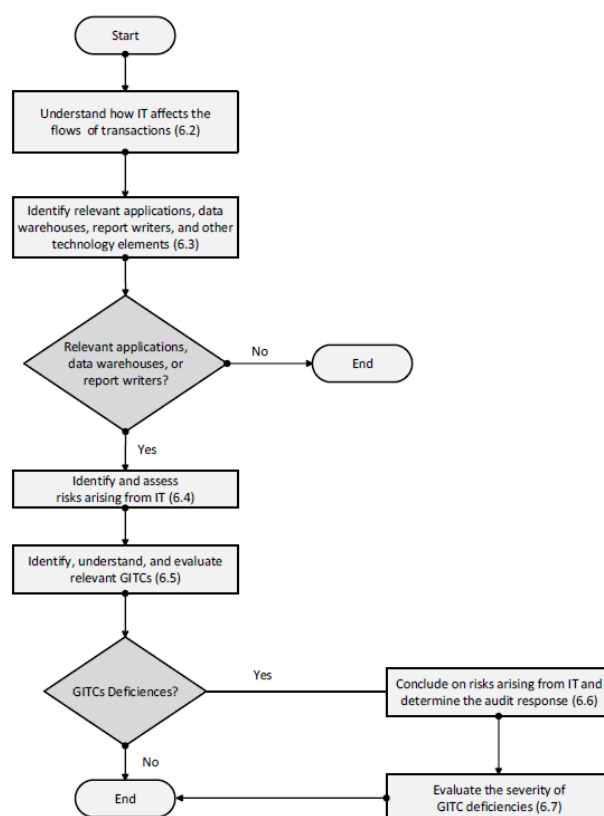 Start
Understand how IT affects the
flows of transactions (6.2)
Identify relevant applications, data
warehouses, report writers, and other
technology elements (6.3)
Relevant applications,
data warehouses, or
report writers?
No
End
Yes
Identify and assess
risks arising from IT (6.4)
Identify, understand, and evaluate
relevant GITCs (6.5)
GITCs Deficiences?
Yes
Conclude on risks arising from IT and
determine the audit response (6.6)
No
End
Evaluate the severity of
GITC deficiencies (6.7)